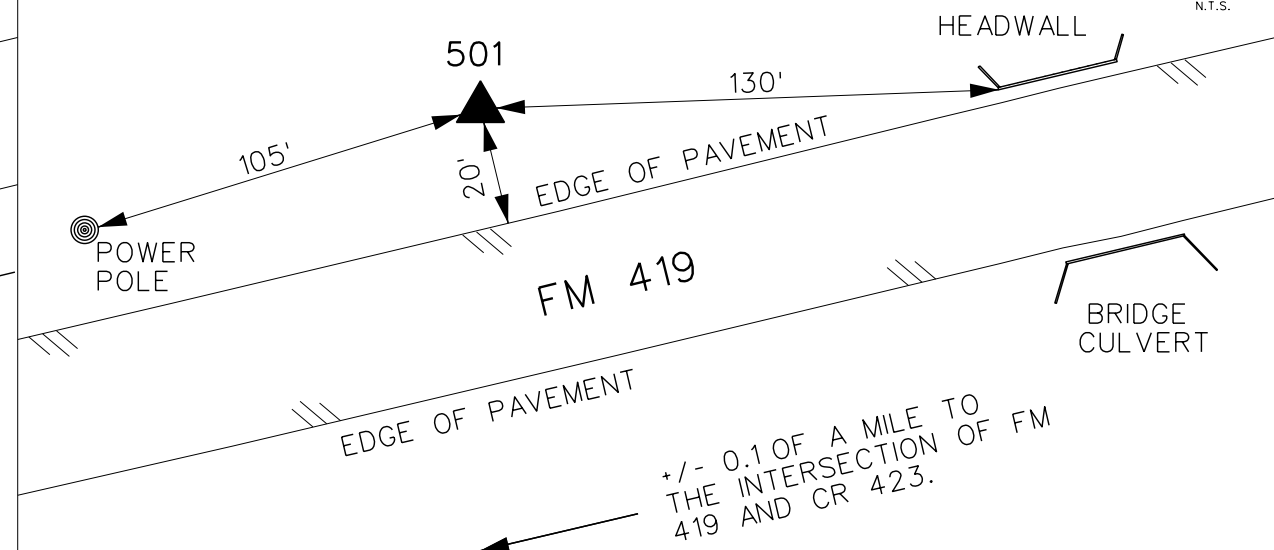 N.T.S.
HEADWALL
501
130'
105'
20'
EDGE OF PAVEMENT
POWER
POLE
FM 419
BRIDGE
CULVERT
EDGE OF PAVEMENT
+/- 0.1 OF A MILE TO
THE INTERSECTION OF FM
419 AND CR 423.